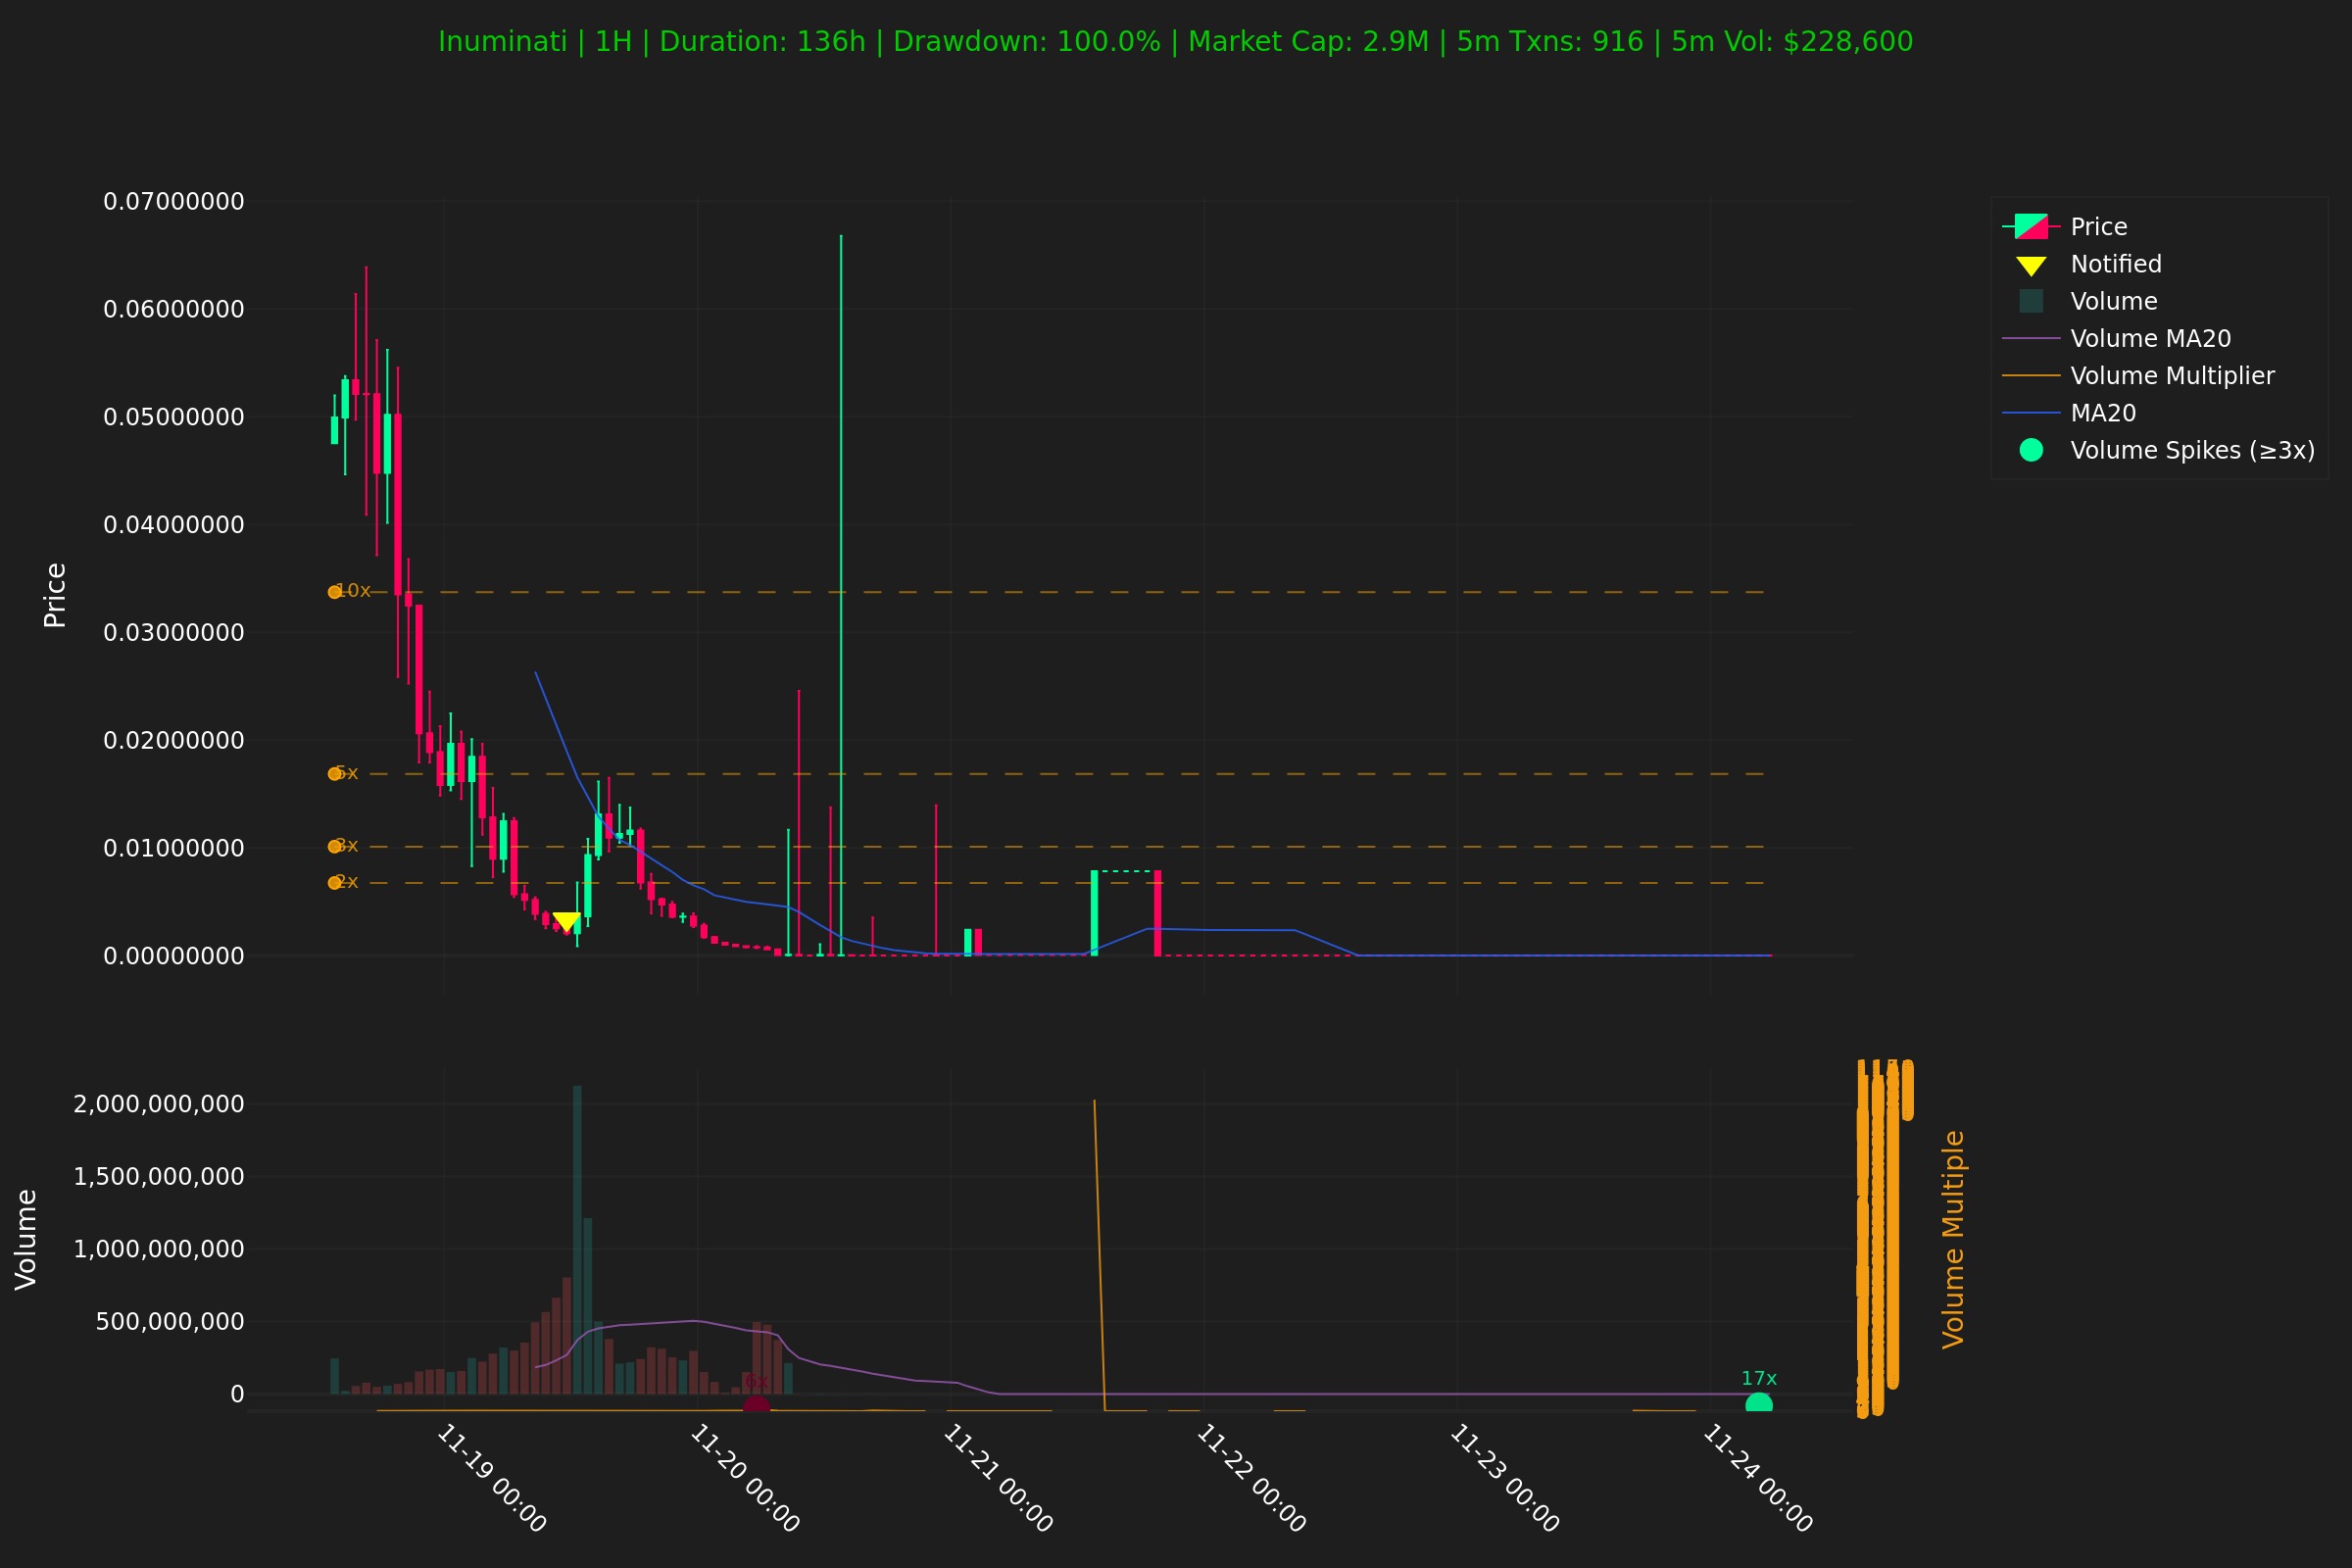 Inuminati | 1H | Duration: 136h | Drawdown: 100.0% | Market Cap: 2.9M | 5m Txns: 916 | 5m Vol: $228,600
0.07000000
0.06000000
0.05000000
0.04000000
0.03000000
0.02000000
0.01000000
0.00000000
Price
10x
5x
3x
2x
Price
Notified
Volume
Volume MA20
Volume Multiplier
MA20
Volume Spikes (≥3x)
2,000,000,000
1,500,000,000
1,000,000,000
500,000,000
0
Volume
6x
17x
Volume Multiple
11-19 00:00
11-20 00:00
11-21 00:00
11-22 00:00
11-23 00:00
11-24 00:00